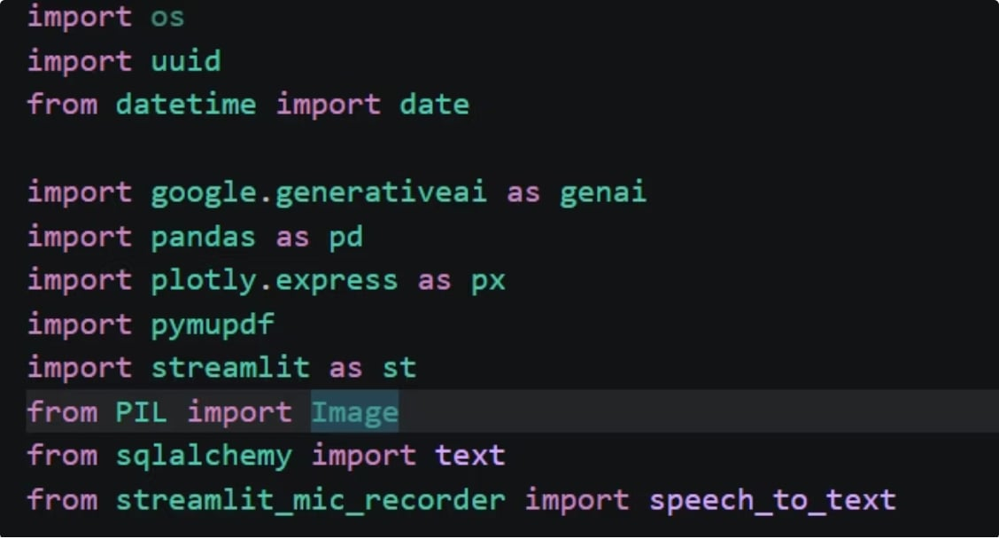 import os
import uuid
from datetime import date
import google.generativeai as genai
import pandas as pd
import plotly.express as px
import pymupdf
import streamlit as st
from PIL import Image
from sqlalchemy import text
from streamlit_mic_recorder import speech_to_text